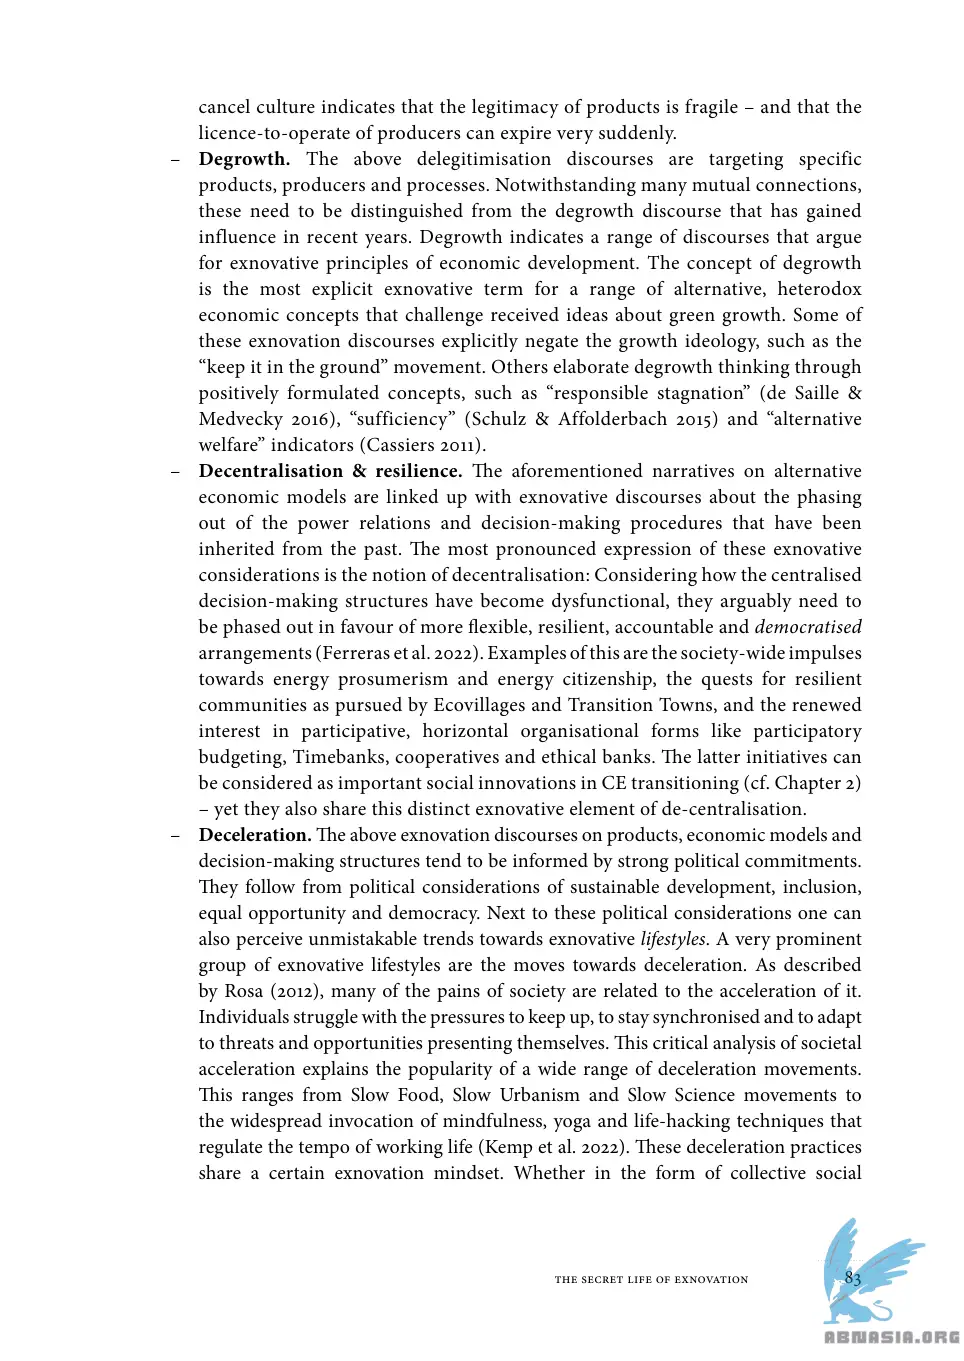 cancel culture indicates that the legitimacy of products is fragile – and that the
licence-to-operate of producers can expire very suddenly.
– Degrowth. The above delegitimisation discourses are targeting specific
products, producers and processes. Notwithstanding many mutual connections,
these need to be distinguished from the degrowth discourse that has gained
influence in recent years. Degrowth indicates a range of discourses that argue
for exnovative principles of economic development. The concept of degrowth
is the most explicit exnovative term for a range of alternative, heterodox
economic concepts that challenge received ideas about green growth. Some of
these exnovation discourses explicitly negate the growth ideology, such as the
“keep it in the ground” movement. Others elaborate degrowth thinking through
positively formulated concepts, such as “responsible stagnation” (de Saille &
Medvecky 2016), “sufficiency” (Schulz & Affolderbach 2015) and “alternative
welfare” indicators (Cassiers 2011).
– Decentralisation & resilience. The aforementioned narratives on alternative
economic models are linked up with exnovative discourses about the phasing
out of the power relations and decision-making procedures that have been
inherited from the past. The most pronounced expression of these exnovative
considerations is the notion of decentralisation: Considering how the centralised
decision-making structures have become dysfunctional, they arguably need to
be phased out in favour of more flexible, resilient, accountable and democratised
arrangements (Ferreras et al. 2022). Examples of this are the society-wide impulses
towards energy prosumerism and energy citizenship, the quests for resilient
communities as pursued by Ecovillages and Transition Towns, and the renewed
interest in participative, horizontal organisational forms like participatory
budgeting, Timebanks, cooperatives and ethical banks. The latter initiatives can
be considered as important social innovations in CE transitioning (cf. Chapter 2)
– yet they also share this distinct exnovative element of de-centralisation.
– Deceleration. The above exnovation discourses on products, economic models and
decision-making structures tend to be informed by strong political commitments.
They follow from political considerations of sustainable development, inclusion,
equal opportunity and democracy. Next to these political considerations one can
also perceive unmistakable trends towards exnovative lifestyles. A very prominent
group of exnovative lifestyles are the moves towards deceleration. As described
by Rosa (2012), many of the pains of society are related to the acceleration of it.
Individuals struggle with the pressures to keep up, to stay synchronised and to adapt
to threats and opportunities presenting themselves. This critical analysis of societal
acceleration explains the popularity of a wide range of deceleration movements.
This ranges from Slow Food, Slow Urbanism and Slow Science movements to
the widespread invocation of mindfulness, yoga and life-hacking techniques that
regulate the tempo of working life (Kemp et al. 2022). These deceleration practices
share a certain exnovation mindset. Whether in the form of collective social
THE SECRET LIFE OF EXNOVATION 83
ABNASIA.ORG